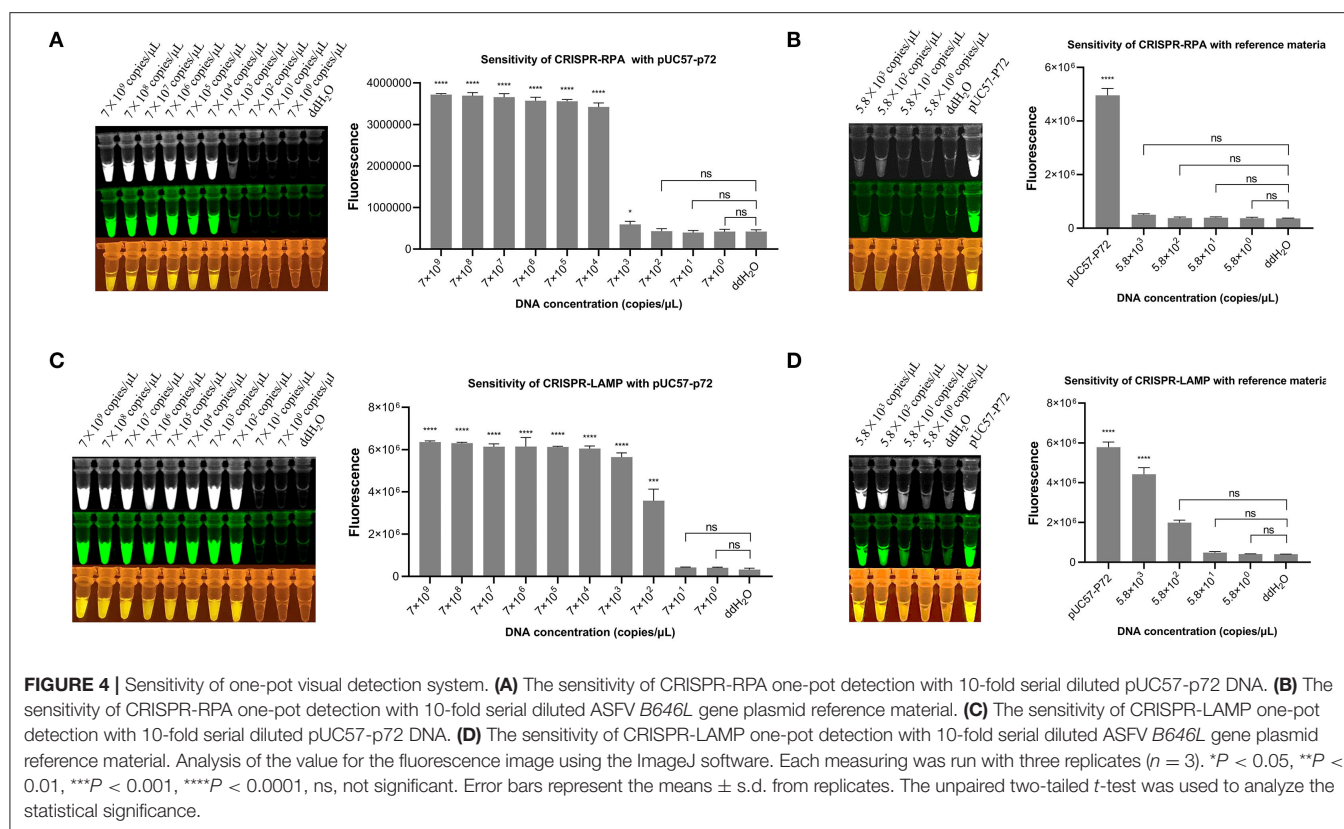 A
7×10⁹ copies/μL
7×10⁸ copies/μL
7×10⁷ copies/μL
7×10⁶ copies/μL
7×10⁵ copies/μL
7×10⁴ copies/μL
7×10³ copies/μL
7×10² copies/μL
7×10¹ copies/μL
7×10⁰ copies/μL
ddH₂O
Sensitivity of CRISPR-RPA with pUC57-p72
Fluorescence
4000000
3000000
2000000
1000000
0
**** **** **** **** **** **** *
ns
ns
ns
7×10⁹ 7×10⁸ 7×10⁷ 7×10⁶ 7×10⁵ 7×10⁴ 7×10³ 7×10² 7×10¹ 7×10⁰ ddH₂O
DNA concentration (copies/μL)
B
5.8×10³ copies/μL
5.8×10² copies/μL
5.8×10¹ copies/μL
5.8×10⁰ copies/μL
ddH₂O
pUC57-P72
Sensitivity of CRISPR-RPA with reference materia
Fluorescence
6×10⁶
4×10⁶
2×10⁶
0
****
ns
ns
ns
ns
pUC57-P72 5.8×10³ 5.8×10² 5.8×10¹ 5.8×10⁰ ddH₂O
DNA concentration (copies/μL)
C
7×10⁹ copies/μL
7×10⁸ copies/μL
7×10⁷ copies/μL
7×10⁶ copies/μL
7×10⁵ copies/μL
7×10⁴ copies/μL
7×10³ copies/μL
7×10² copies/μL
7×10¹ copies/μL
7×10⁰ copies/μl
ddH₂O
Sensitivity of CRISPR-LAMP with pUC57-p72
Fluorescence
8×10⁶
6×10⁶
4×10⁶
2×10⁶
0
**** **** **** **** **** **** **** ***
ns
ns
7×10⁹ 7×10⁸ 7×10⁷ 7×10⁶ 7×10⁵ 7×10⁴ 7×10³ 7×10² 7×10¹ 7×10⁰ ddH₂O
DNA concentration (copies/μL)
D
5.8×10³ copies/μL
5.8×10² copies/μL
5.8×10¹ copies/μL
5.8×10⁰ copies/μL
ddH₂O
pUC57-P72
Sensitivity of CRISPR-LAMP with reference materia
Fluorescence
8×10⁶
6×10⁶
4×10⁶
2×10⁶
0
**** ****
ns
ns
ns
pUC57-P72 5.8×10³ 5.8×10² 5.8×10¹ 5.8×10⁰ ddH₂O
DNA concentration (copies/μL)
FIGURE 4 | Sensitivity of one-pot visual detection system. (A) The sensitivity of CRISPR-RPA one-pot detection with 10-fold serial diluted pUC57-p72 DNA. (B) The
sensitivity of CRISPR-RPA one-pot detection with 10-fold serial diluted ASFV B646L gene plasmid reference material. (C) The sensitivity of CRISPR-LAMP one-pot
detection with 10-fold serial diluted pUC57-p72 DNA. (D) The sensitivity of CRISPR-LAMP one-pot detection with 10-fold serial diluted ASFV B646L gene plasmid
reference material. Analysis of the value for the fluorescence image using the ImageJ software. Each measuring was run with three replicates (n = 3). *P < 0.05, **P <
0.01, ***P < 0.001, ****P < 0.0001, ns, not significant. Error bars represent the means ± s.d. from replicates. The unpaired two-tailed t-test was used to analyze the
statistical significance.